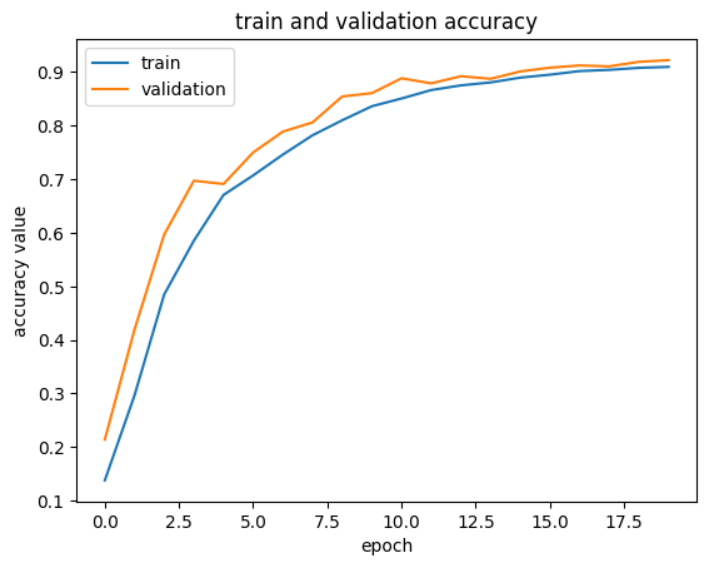 train and validation accuracy
train
validation
accuracy value
0.9
0.8
0.7
0.6
0.5
0.4
0.3
0.2
0.1
0.0 2.5 5.0 7.5 10.0 12.5 15.0 17.5
epoch